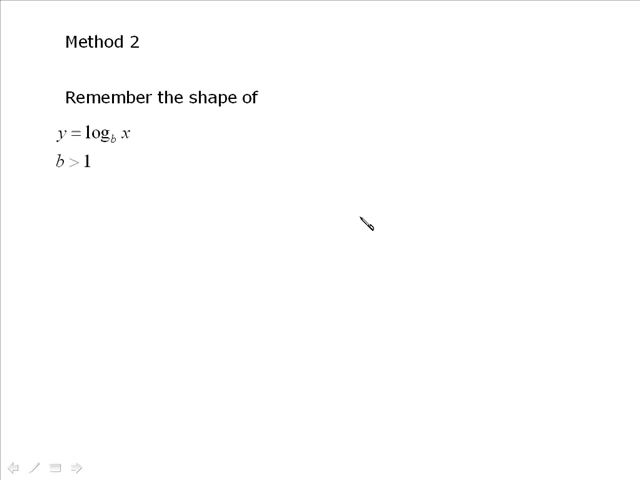 Method 2
Remember the shape of
y = log_b x
b > 1